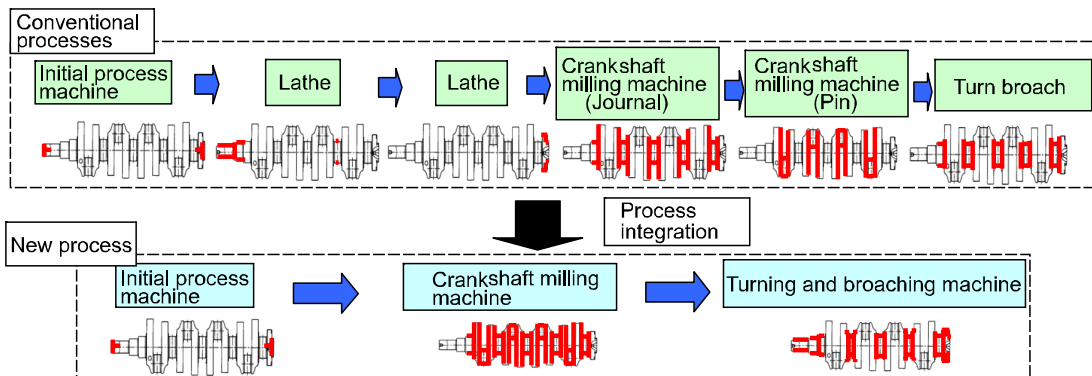 Conventional
processes
Initial process
machine
Lathe
Lathe
Crankshaft
milling machine
(Journal)
Crankshaft
milling machine
(Pin)
Turn broach
Process
integration
New process
Initial process
machine
Crankshaft milling
machine
Turning and broaching machine